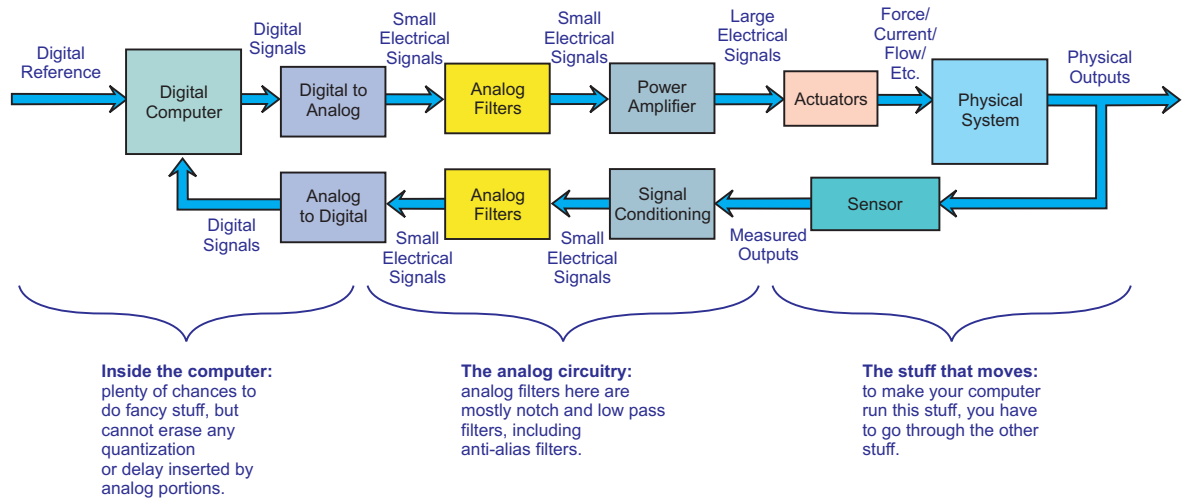 Digital
Reference
Digital
Computer
Digital
Signals
Digital to
Analog
Small
Electrical
Signals
Analog
Filters
Small
Electrical
Signals
Power
Amplifier
Large
Electrical
Signals
Actuators
Force/
Current/
Flow/
Etc.
Physical
System
Physical
Outputs
Digital
Signals
Analog
to Digital
Small
Electrical
Signals
Analog
Filters
Small
Electrical
Signals
Signal
Conditioning
Measured
Outputs
Sensor
Inside the computer:
plenty of chances to
do fancy stuff, but
cannot erase any
quantization
or delay inserted by
analog portions.
The analog circuitry:
analog filters here are
mostly notch and low pass
filters, including
anti-alias filters.
The stuff that moves:
to make your computer
run this stuff, you have
to go through the other
stuff.